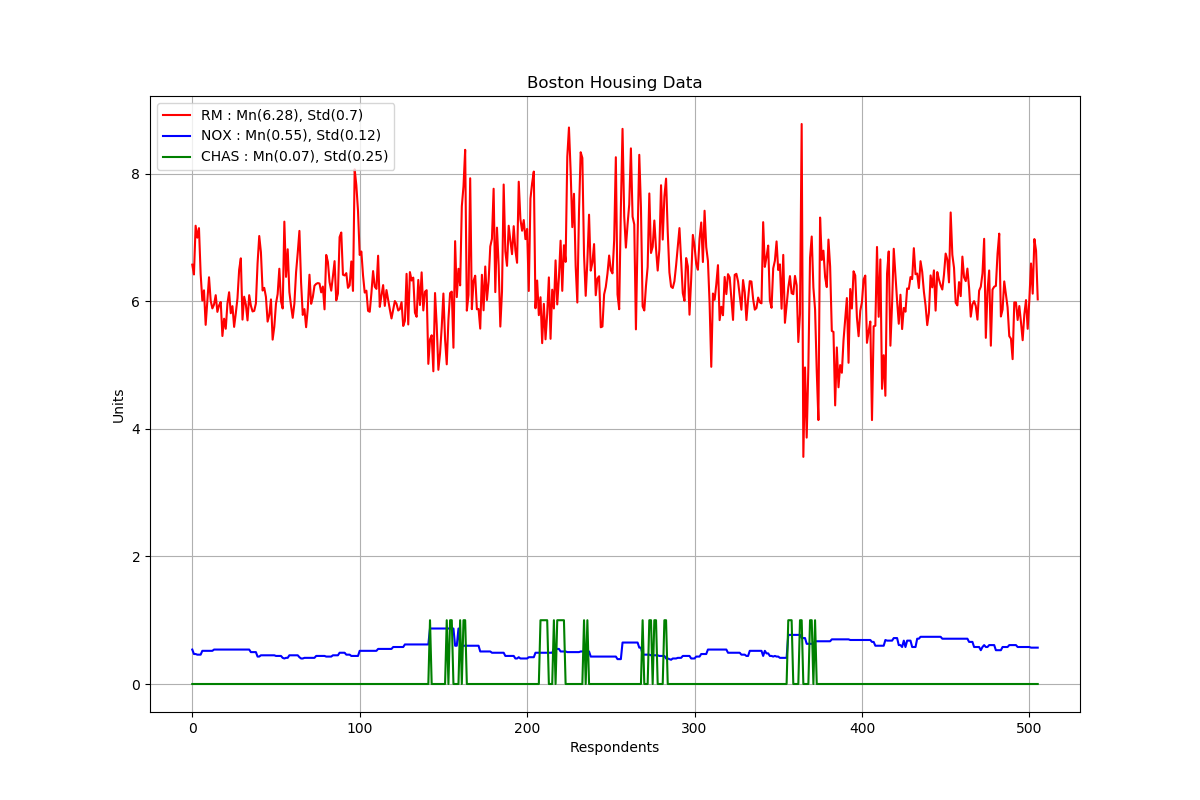 Boston Housing Data
RM : Mn(6.28), Std(0.7)
NOX : Mn(0.55), Std(0.12)
CHAS : Mn(0.07), Std(0.25)
8
6
4
2
0
Units
0 100 200 300 400 500
Respondents